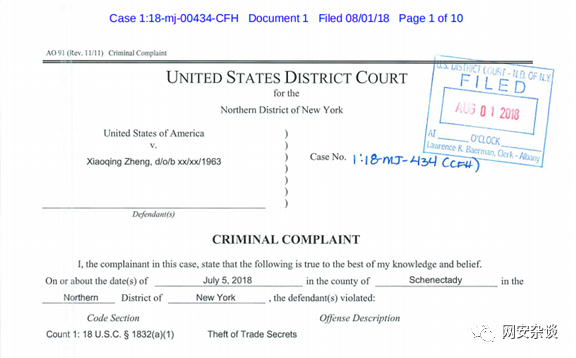 Case 1:18-mj-00434-CFH Document 1 Filed 08/01/18 Page 1 of 10
AO 91 (Rev. 11/11) Criminal Complaint
UNITED STATES DISTRICT COURT
for the
Northern District of New York
U.S. DISTRICT COURT - N.D. OF N.Y.
FILED
AUG 01 2018
AT O'CLOCK
Lawrence K. Baerman, Clerk - Albany
United States of America
v.
Xiaoqing Zheng, d/o/b xx/xx/1963
Defendant(s)
)
)
)
)
)
)
)
Case No. 1:18-MJ-434 (CFH)
CRIMINAL COMPLAINT
I, the complainant in this case, state that the following is true to the best of my knowledge and belief.
On or about the date(s) of July 5, 2018 in the county of Schenectady in the
Northern District of New York , the defendant(s) violated:
Code Section Offense Description
Count 1: 18 U.S.C. § 1832(a)(1) Theft of Trade Secrets
网安杂谈